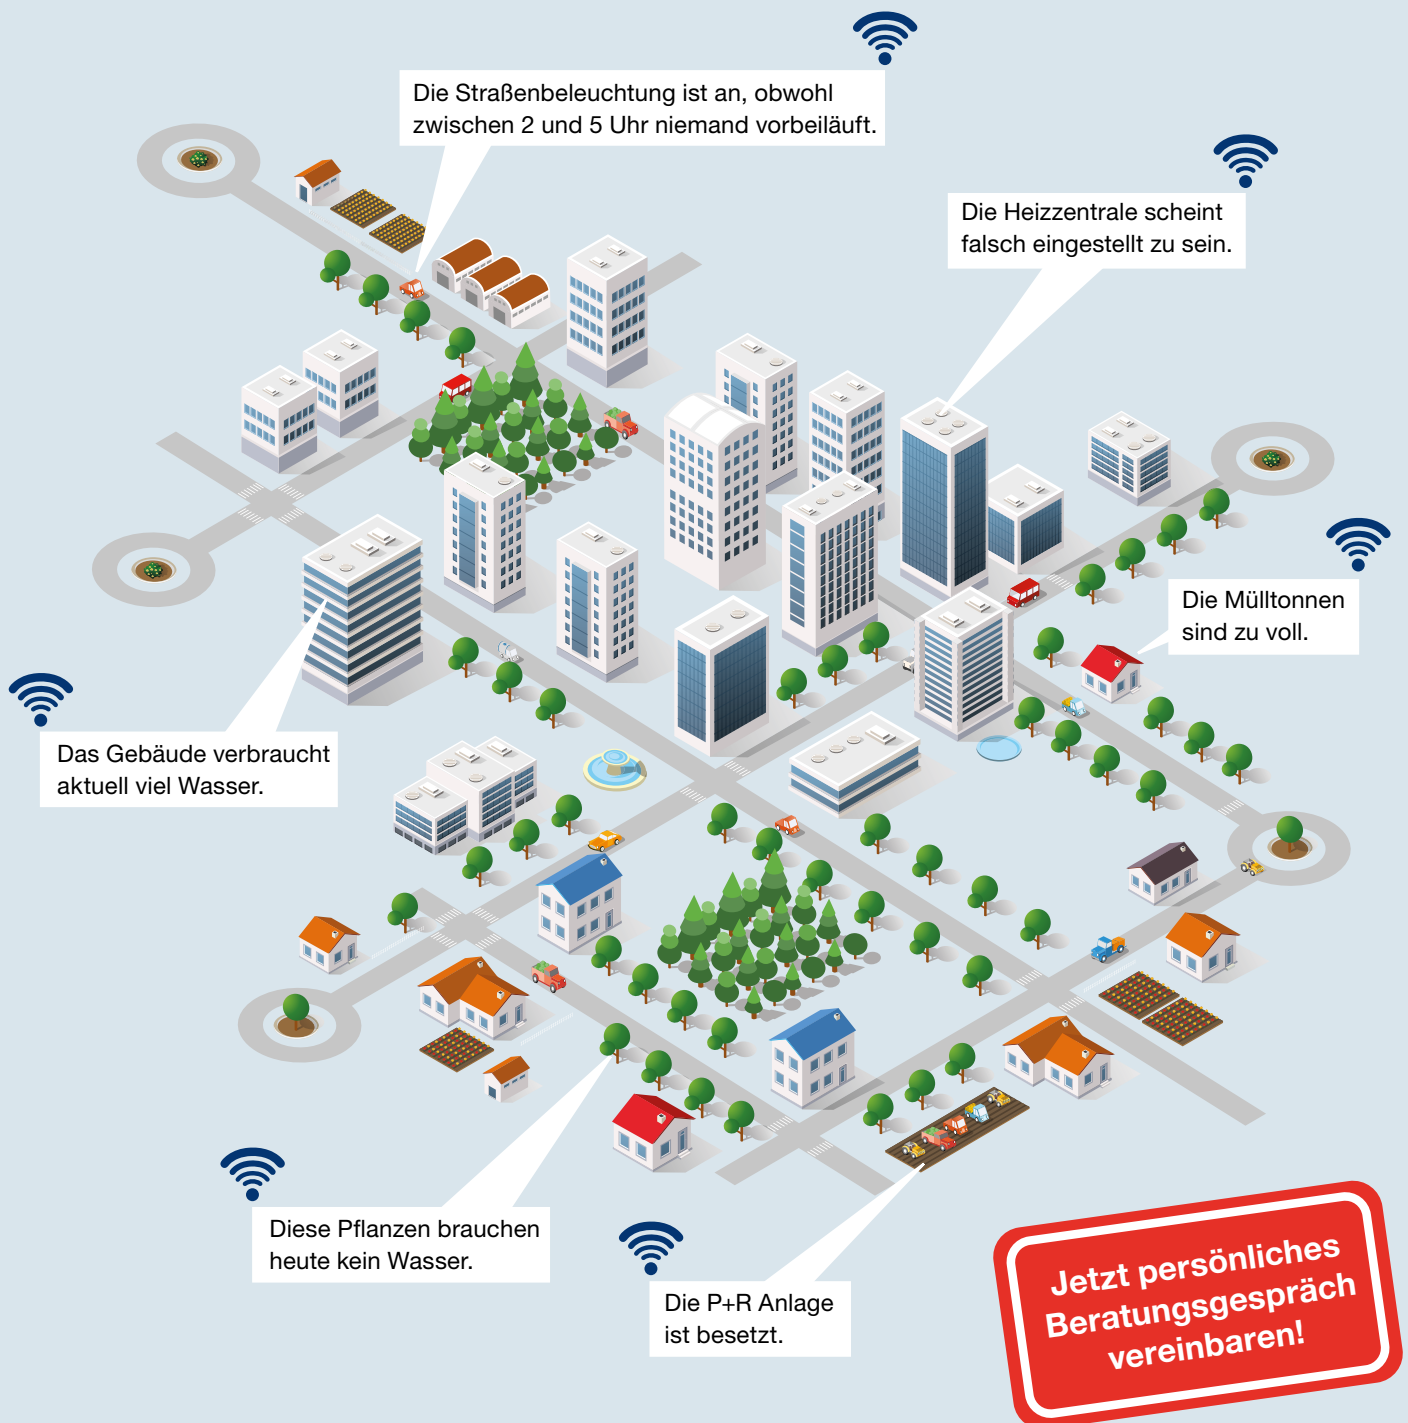 Die Straßenbeleuchtung ist an, obwohl
zwischen 2 und 5 Uhr niemand vorbeiläuft.
Die Heizzentrale scheint
falsch eingestellt zu sein.
Die Mülltonnen
sind zu voll.
Das Gebäude verbraucht
aktuell viel Wasser.
Diese Pflanzen brauchen
heute kein Wasser.
Die P+R Anlage
ist besetzt.
Jetzt persönliches
Beratungsgespräch
vereinbaren!